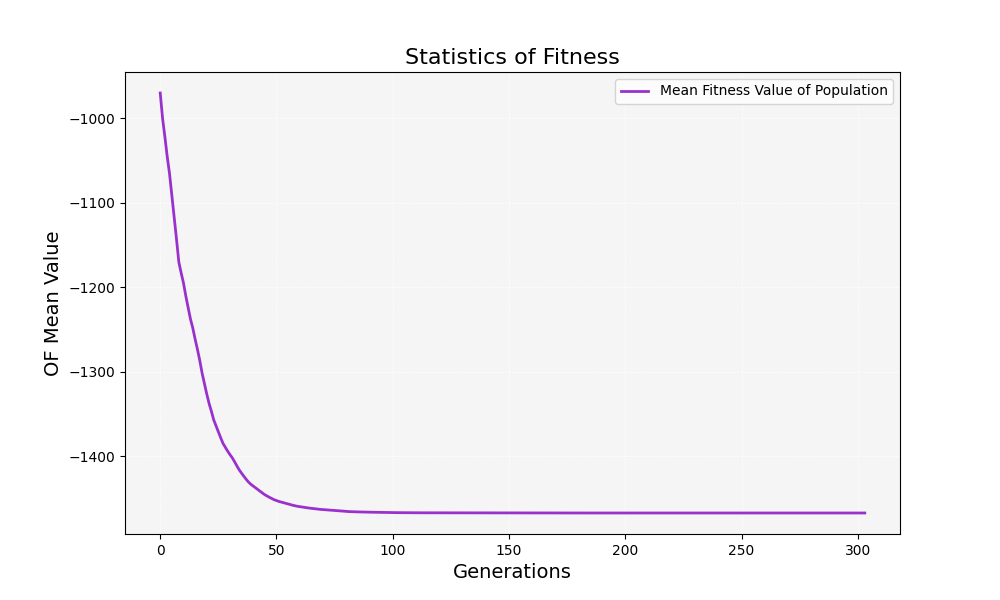 Statistics of Fitness
Mean Fitness Value of Population
−1000
−1100
−1200
−1300
−1400
OF Mean Value
0 50 100 150 200 250 300
Generations